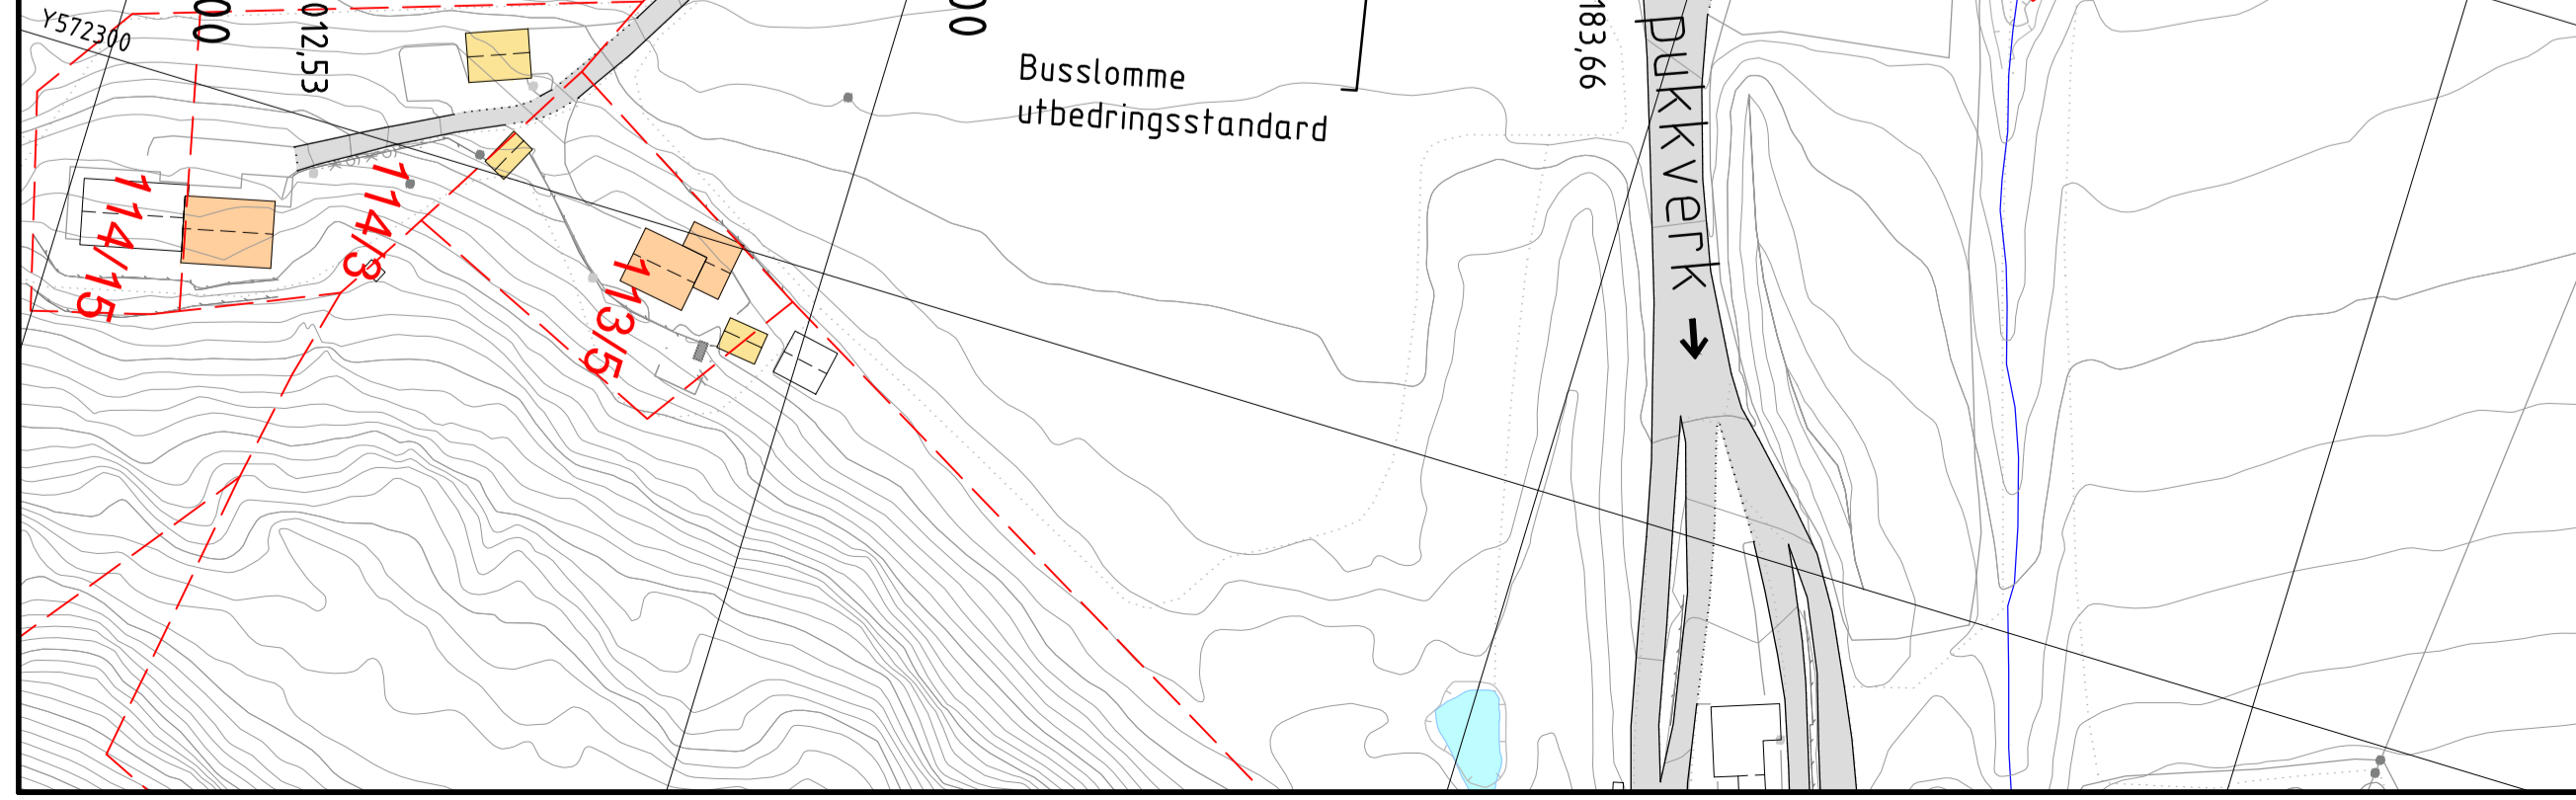 Y572300
00
012,53
00
Busslomme
utbedringsstandard
183,66
pukkverk
114/15
114/3
113/5